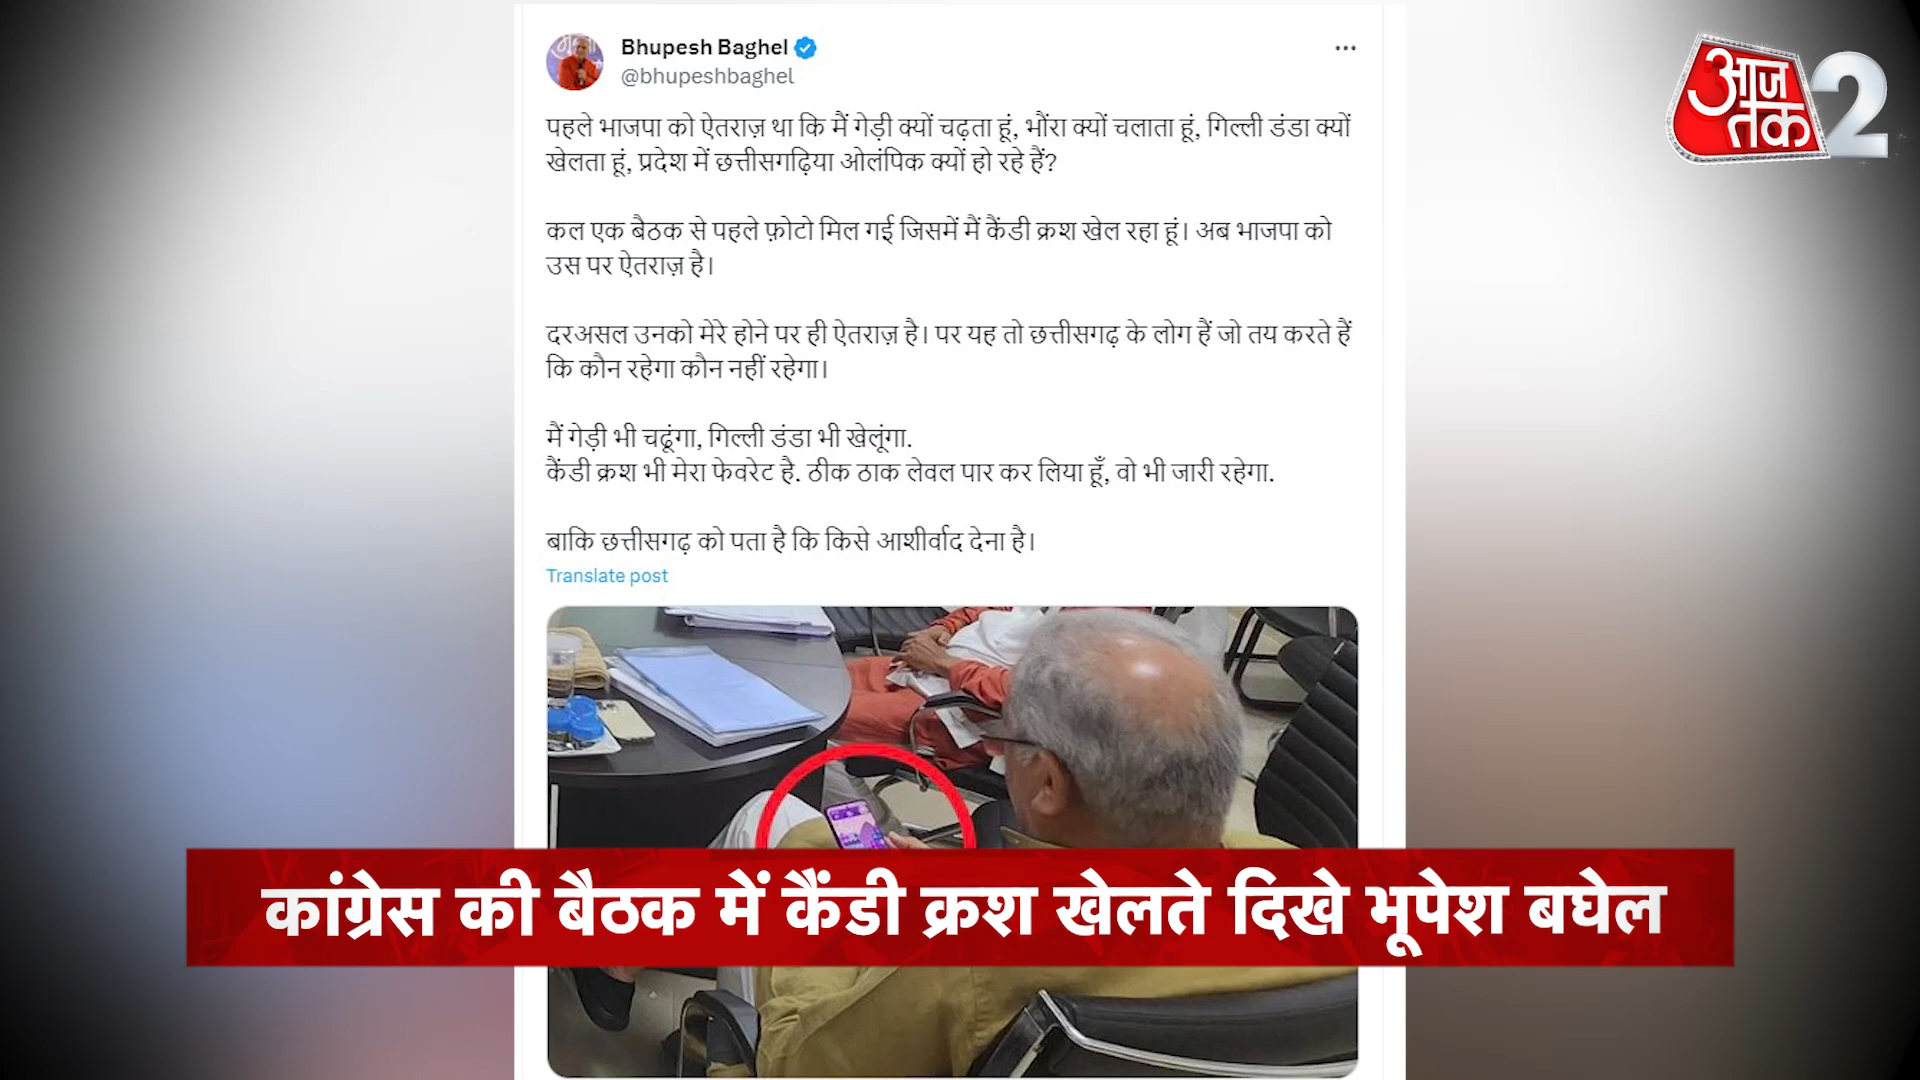 Bhupesh Baghel
@bhupeshbaghel
पहले भाजपा को ऐतराज़ था कि मैं गेड़ी क्यों चढ़ता हूं, भौंरा क्यों चलाता हूं, गिल्ली डंडा क्यों
खेलता हूं, प्रदेश में छत्तीसगढ़िया ओलंपिक क्यों हो रहे हैं?
कल एक बैठक से पहले फ़ोटो मिल गई जिसमें मैं कैंडी क्रश खेल रहा हूं। अब भाजपा को
उस पर ऐतराज़ है।
दरअसल उनको मेरे होने पर ही ऐतराज़ है। पर यह तो छत्तीसगढ़ के लोग हैं जो तय करते हैं
कि कौन रहेगा कौन नहीं रहेगा।
मैं गेड़ी भी चढूंगा, गिल्ली डंडा भी खेलूंगा.
कैंडी क्रश भी मेरा फेवरेट है. ठीक ठाक लेवल पार कर लिया हूँ, वो भी जारी रहेगा.
बाकि छत्तीसगढ़ को पता है कि किसे आशीर्वाद देना है।
Translate post
आज
तक 2
कांग्रेस की बैठक में कैंडी क्रश खेलते दिखे भूपेश बघेल